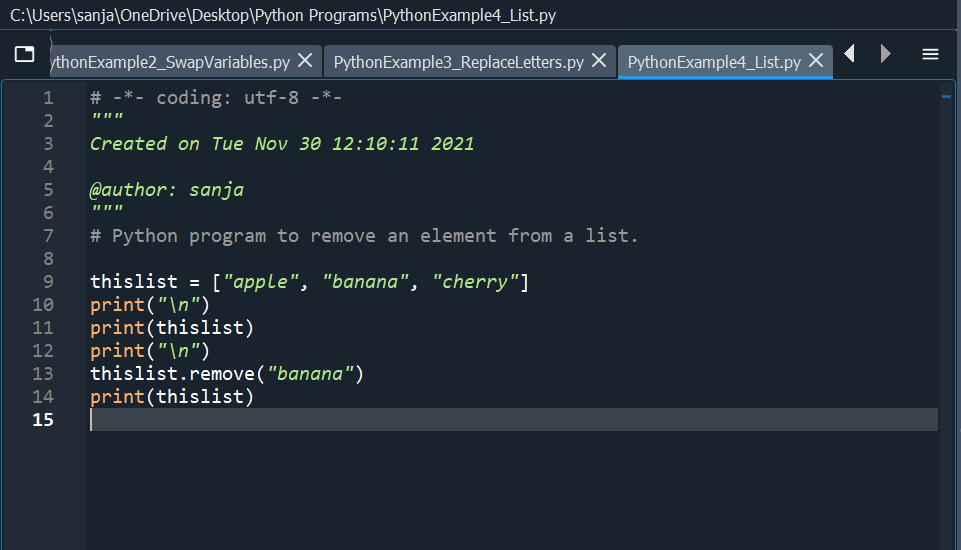 C:\Users\sanja\OneDrive\Desktop\Python Programs\PythonExample4_List.py
ythonExample2_SwapVariables.py PythonExample3_ReplaceLetters.py PythonExample4_List.py
1 # -*- coding: utf-8 -*-
2 """
3 Created on Tue Nov 30 12:10:11 2021
4
5 @author: sanja
6 """
7 # Python program to remove an element from a list.
8
9 thislist = ["apple", "banana", "cherry"]
10 print("\n")
11 print(thislist)
12 print("\n")
13 thislist.remove("banana")
14 print(thislist)
15